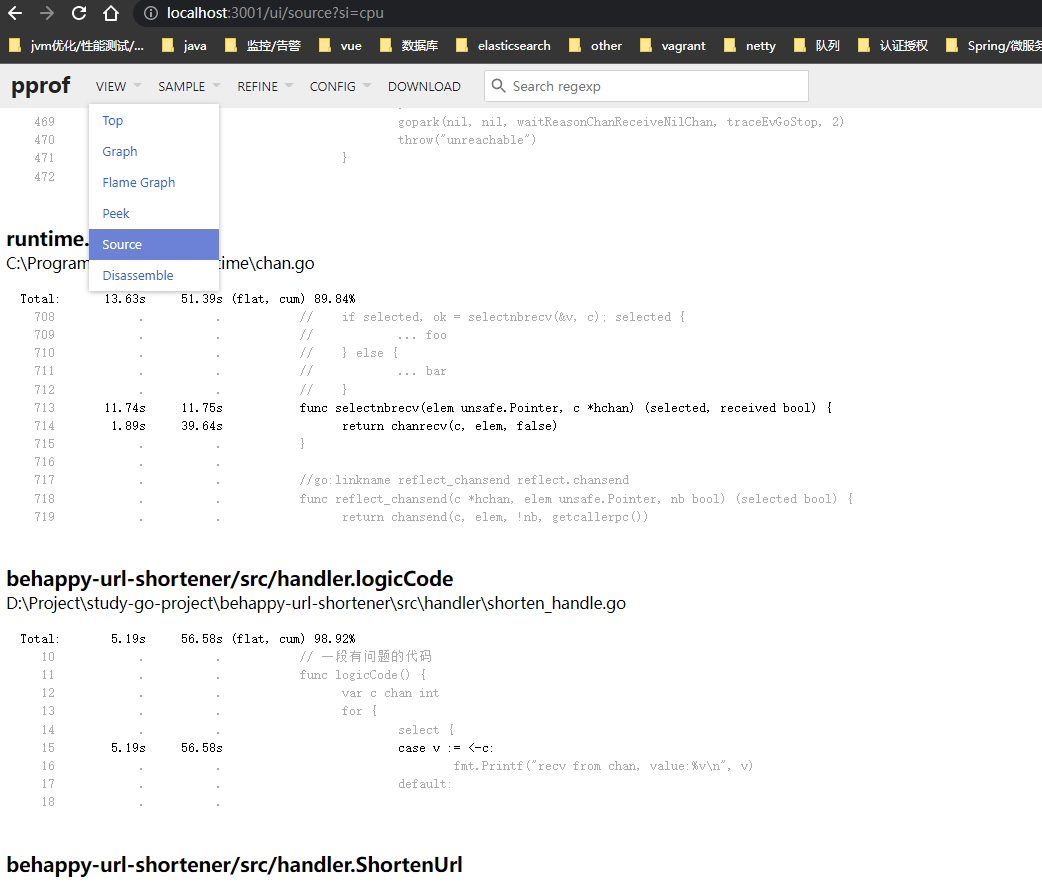 localhost:3001/ui/source?si=cpu
jvm优化/性能测试/... java 监控/告警 vue 数据库 elasticsearch other vagrant netty 队列 认证授权 Spring/微服务
pprof VIEW SAMPLE REFINE CONFIG DOWNLOAD Search regexp
Top
Graph
Flame Graph
Peek
Source
Disassemble
469 gopark(nil, nil, waitReasonChanReceiveNilChan, traceEvGoStop, 2)
470 throw("unreachable")
471 }
472
runtime.
C:\Program time\chan.go
Total: 13.63s 51.39s (flat, cum) 89.84%
708 . . // if selected, ok = selectnbrecv(&v, c); selected {
709 . . // ... foo
710 . . // } else {
711 . . // ... bar
712 . . // }
713 11.74s 11.75s func selectnbrecv(elem unsafe.Pointer, c *hchan) (selected, received bool) {
714 1.89s 39.64s return chanrecv(c, elem, false)
715 . . }
716 . .
717 . . //go:linkname reflect_chansend reflect.chansend
718 . . func reflect_chansend(c *hchan, elem unsafe.Pointer, nb bool) (selected bool) {
719 . . return chansend(c, elem, !nb, getcallerpc())
behappy-url-shortener/src/handler.logicCode
D:\Project\study-go-project\behappy-url-shortener\src\handler\shorten_handle.go
Total: 5.19s 56.58s (flat, cum) 98.92%
10 . . // 一段有问题的代码
11 . . func logicCode() {
12 . . var c chan int
13 . . for {
14 . . select {
15 5.19s 56.58s case v := <-c:
16 . . fmt.Printf("recv from chan, value:%v\n", v)
17 . . default:
18 . .
behappy-url-shortener/src/handler.ShortenUrl